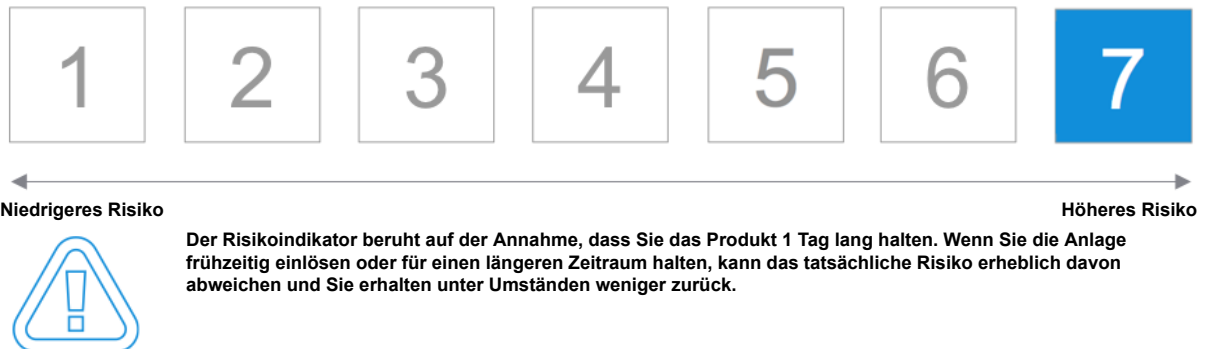 1 2 3 4 5 6 7
Niedrigeres Risiko Höheres Risiko
Der Risikoindikator beruht auf der Annahme, dass Sie das Produkt 1 Tag lang halten. Wenn Sie die Anlage
frühzeitig einlösen oder für einen längeren Zeitraum halten, kann das tatsächliche Risiko erheblich davon
abweichen und Sie erhalten unter Umständen weniger zurück.